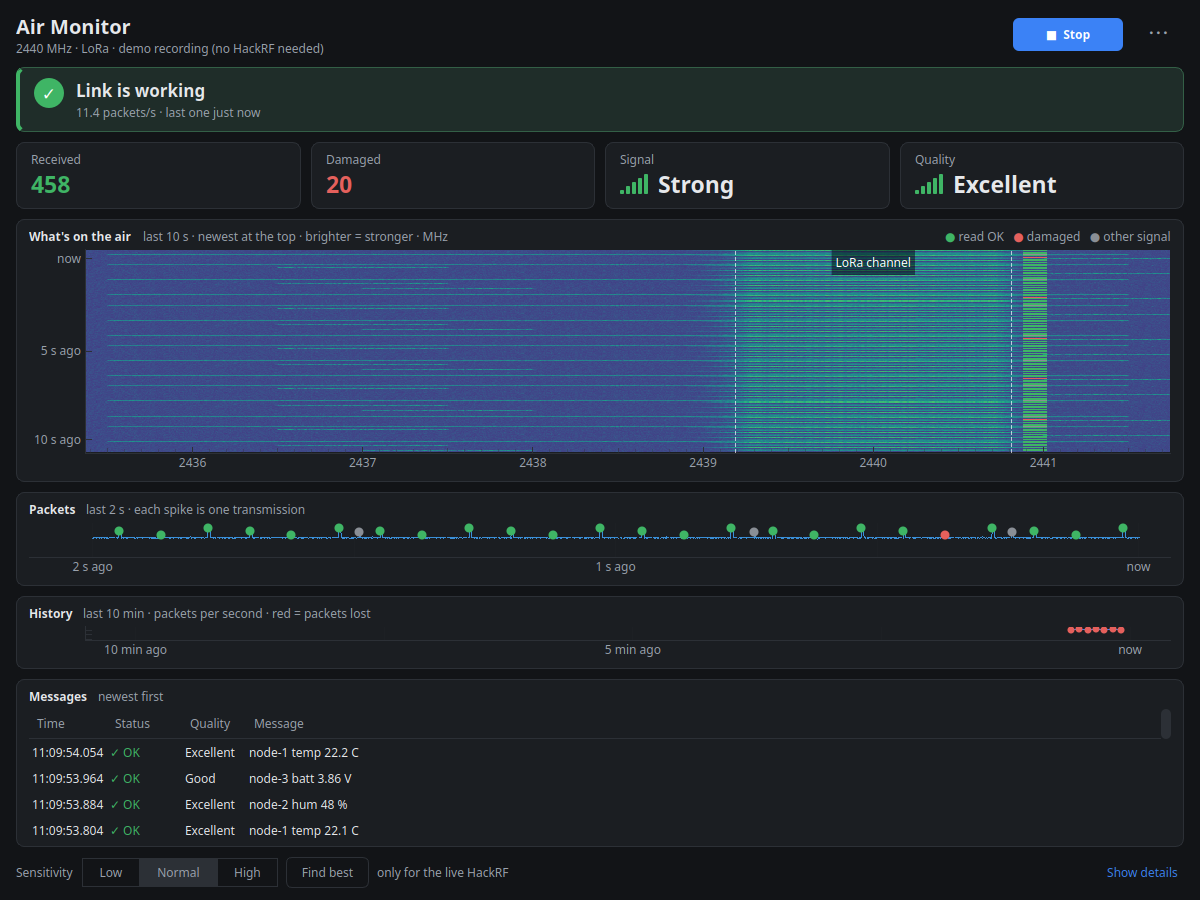 Air Monitor
2440 MHz · LoRa · demo recording (no HackRF needed)
Stop
Link is working
11.4 packets/s · last one just now
Received
458
Damaged
20
Signal
Strong
Quality
Excellent
What's on the air last 10 s · newest at the top · brighter = stronger · MHz
read OK damaged other signal
now
LoRa channel
5 s ago
10 s ago
2436 2437 2438 2439 2440 2441
Packets last 2 s · each spike is one transmission
2 s ago 1 s ago now
History last 10 min · packets per second · red = packets lost
10 min ago 5 min ago now
Messages newest first
Time Status Quality Message
11:09:54.054 ✓ OK Excellent node-1 temp 22.2 C
11:09:53.964 ✓ OK Good node-3 batt 3.86 V
11:09:53.884 ✓ OK Excellent node-2 hum 48 %
11:09:53.804 ✓ OK Excellent node-1 temp 22.1 C
Sensitivity Low Normal High Find best only for the live HackRF
Show details